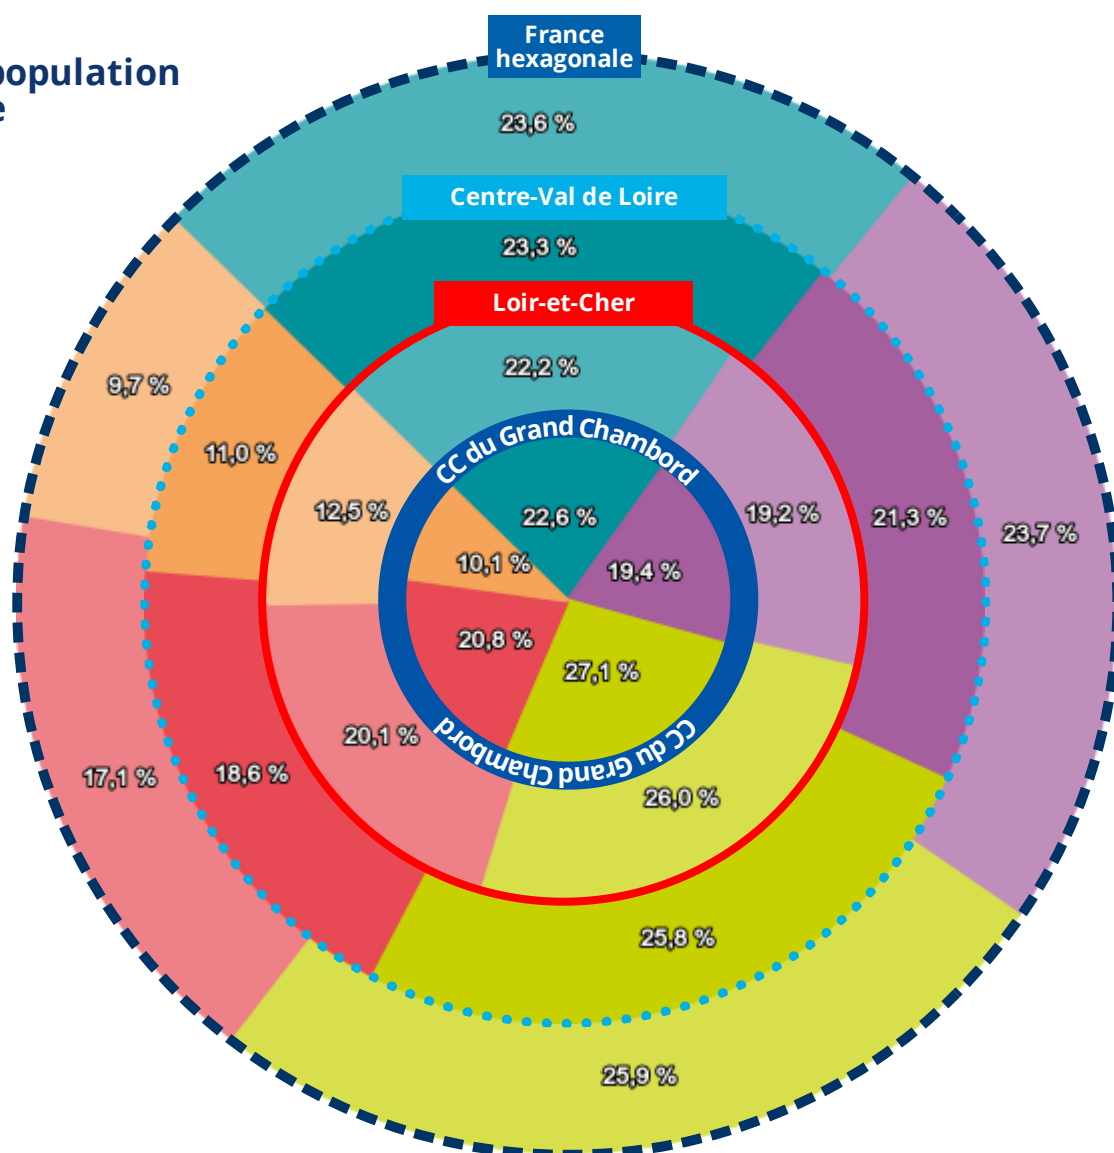 population
e
France
hexagonale
23,6 %
Centre-Val de Loire
23,3 %
Loir-et-Cher
22,2 %
9,7 %
CC du Grand Chambord
11,0 %
12,5 %
22,6 %
19,2 %
21,3 %
23,7 %
10,1 %
19,4 %
20,8 %
27,1 %
20,1 %
CC du Grand Chambord
17,1 %
18,6 %
26,0 %
25,8 %
25,9 %